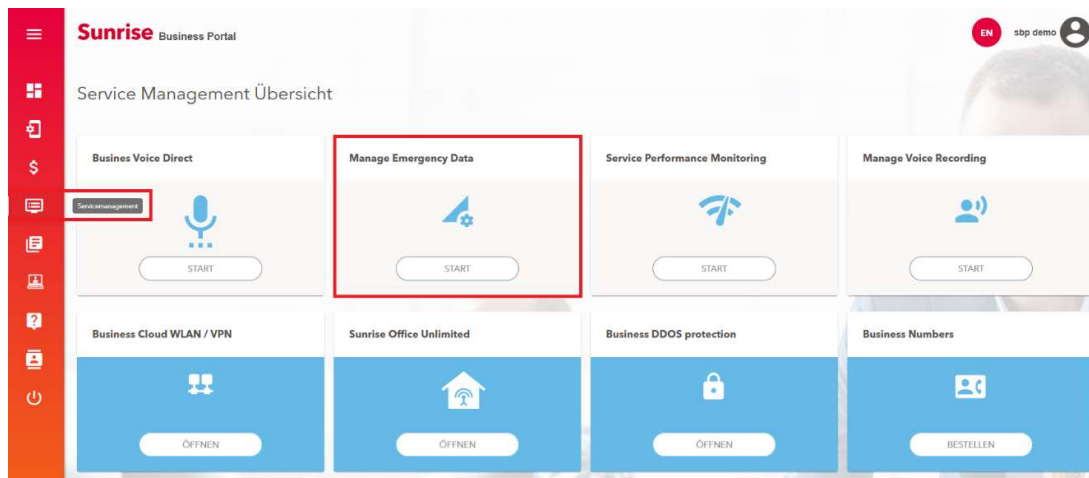 Sunrise Business Portal
EN
sbp demo
Service Management Übersicht
Busines Voice Direct
Manage Emergency Data
Service Performance Monitoring
Manage Voice Recording
Servicemanagement
START
START
START
START
Business Cloud WLAN / VPN
Sunrise Office Unlimited
Business DDOS protection
Business Numbers
ÖFFNEN
ÖFFNEN
ÖFFNEN
BESTELLEN